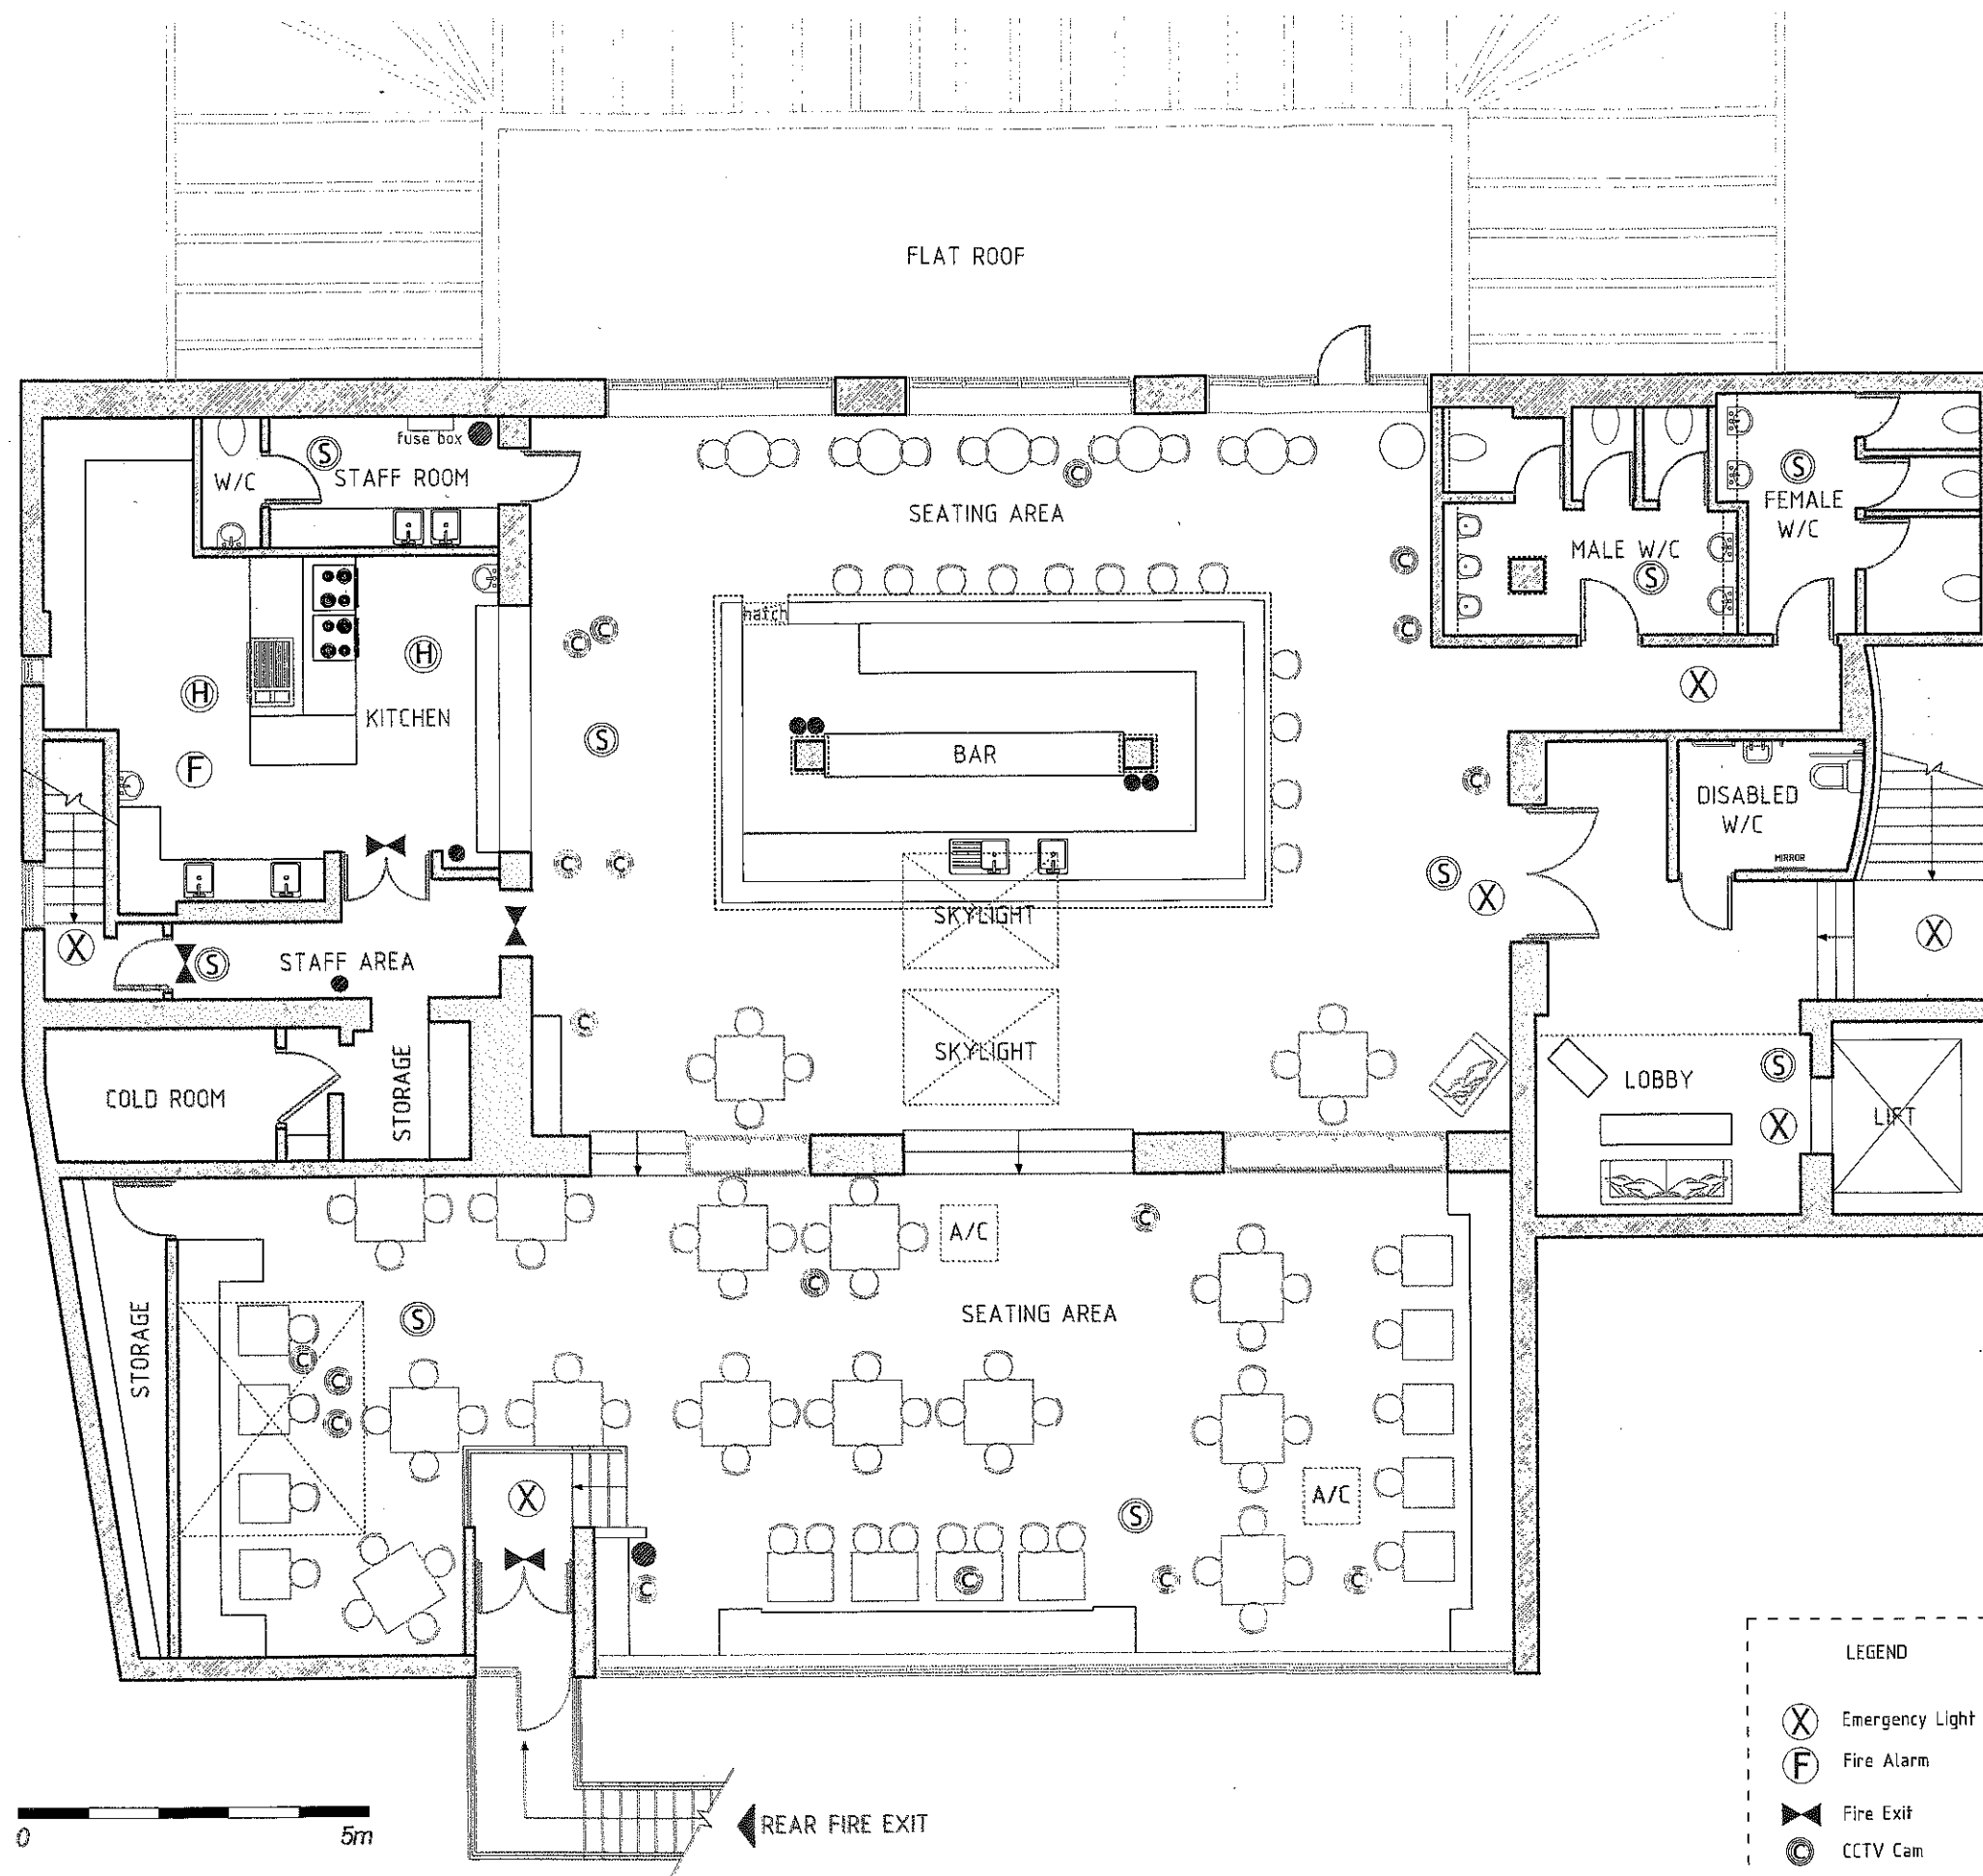 FLAT ROOF
fuse box
S
STAFF ROOM
W/C
C
SEATING AREA
S
FEMALE
W/C
MALE W/C
S
C
C
hatch
C
C
H
H
KITCHEN
F
S
BAR
X
C
DISABLED
W/C
MIRROR
C
C
S
X
X
SKYLIGHT
X
S
STAFF AREA
C
SKYLIGHT
COLD ROOM
STORAGE
LOBBY
S
X
LIFT
A/C
C
C
SEATING AREA
S
STORAGE
C
C
C
X
A/C
S
C
C
C
C
REAR FIRE EXIT
0
5m
LEGEND
X Emergency Light
F Fire Alarm
Fire Exit
C CCTV Cam